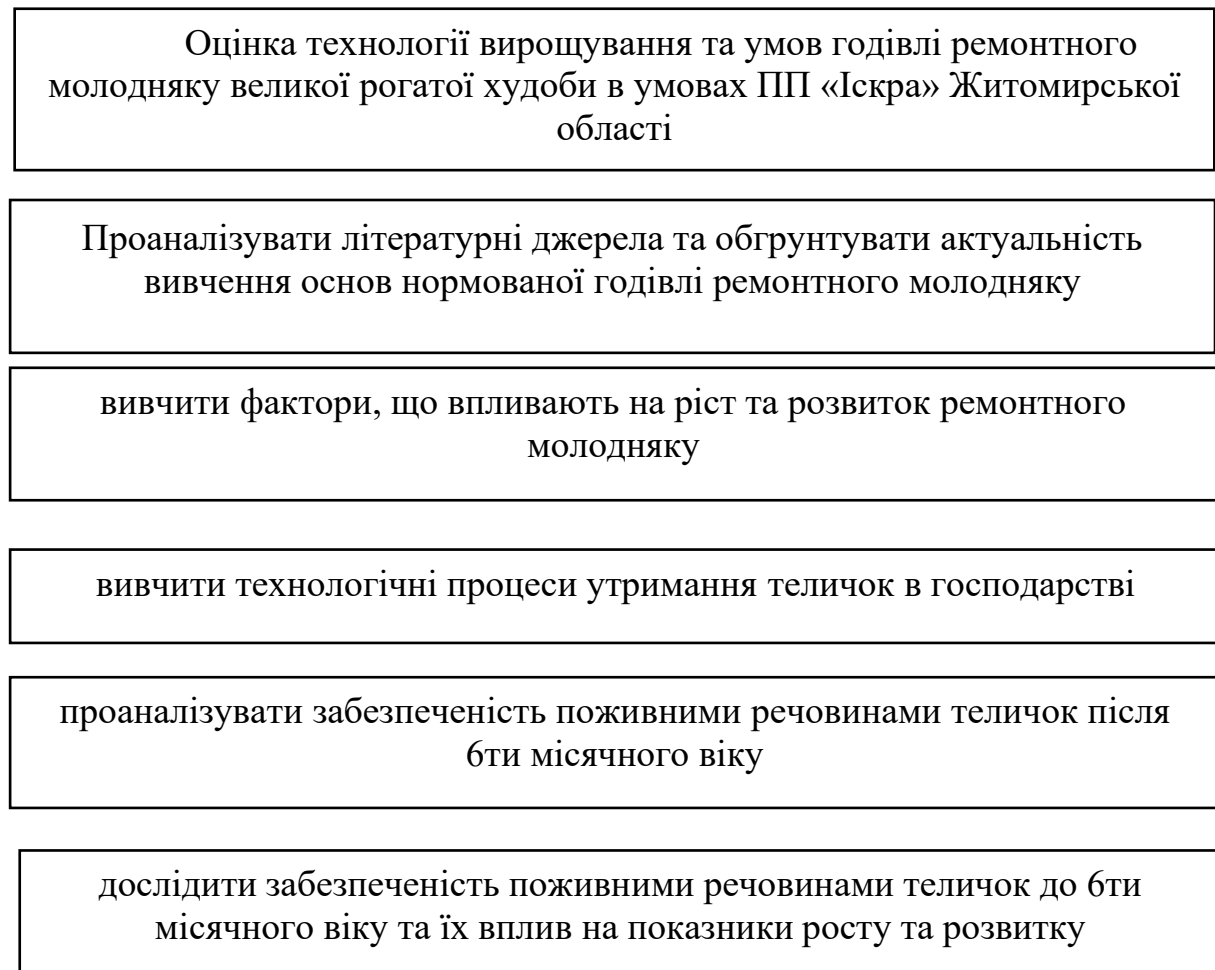 Оцінка технології вирощування та умов годівлі ремонтного
молодняку великої рогатої худоби в умовах ПП «Іскра» Житомирської
області
Проаналізувати літературні джерела та обгрунтувати актуальність
вивчення основ нормованої годівлі ремонтного молодняку
вивчити фактори, що впливають на ріст та розвиток ремонтного
молодняку
вивчити технологічні процеси утримання теличок в господарстві
проаналізувати забезпеченість поживними речовинами теличок після
6ти місячного віку
дослідити забезпеченість поживними речовинами теличок до 6ти
місячного віку та їх вплив на показники росту та розвитку